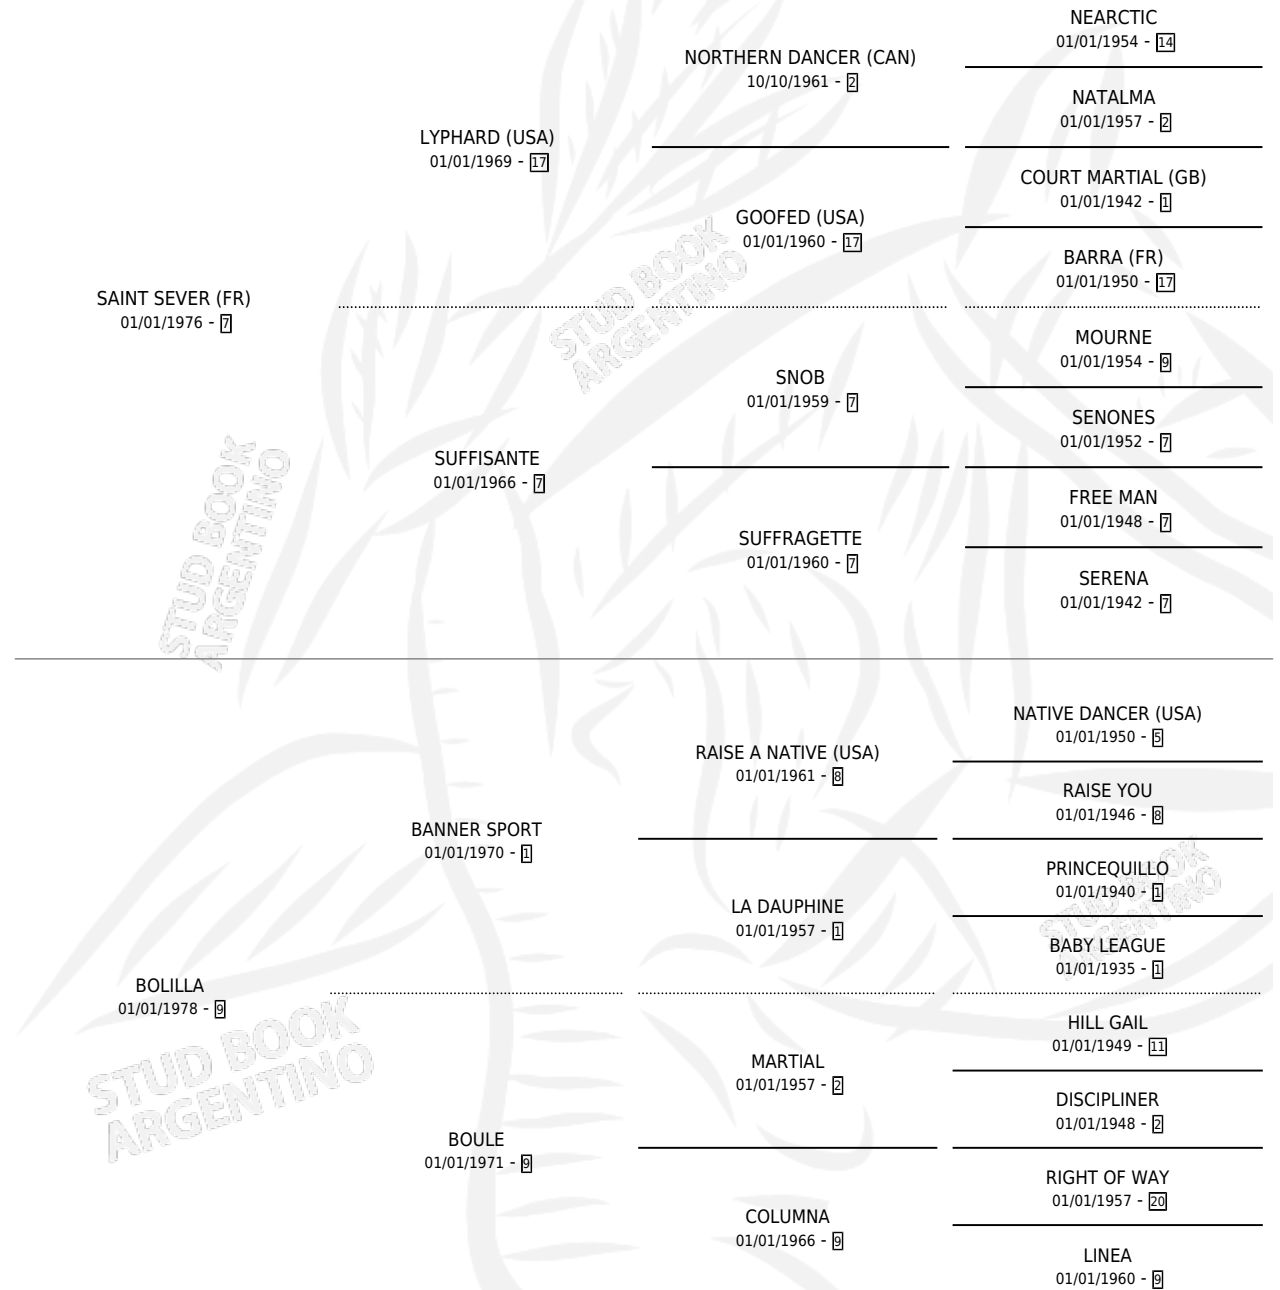 NEARCTIC
01/01/1954 - 14
NORTHERN DANCER (CAN)
10/10/1961 - 2
NATALMA
01/01/1957 - 2
LYPHARD (USA)
01/01/1969 - 17
COURT MARTIAL (GB)
01/01/1942 - 1
GOOFED (USA)
01/01/1960 - 17
BARRA (FR)
01/01/1950 - 17
SAINT SEVER (FR)
01/01/1976 - 7
STUD BOOK
ARGENTINO
MOURNE
01/01/1954 - 9
SNOB
01/01/1959 - 7
SENONES
01/01/1952 - 7
SUFFISANTE
01/01/1966 - 7
FREE MAN
01/01/1948 - 7
SUFFRAGETTE
01/01/1960 - 7
SERENA
01/01/1942 - 7
STUD BOOK
ARGENTINO
NATIVE DANCER (USA)
01/01/1950 - 5
RAISE A NATIVE (USA)
01/01/1961 - 8
RAISE YOU
01/01/1946 - 8
BANNER SPORT
01/01/1970 - 1
PRINCEQUILLO
01/01/1940 - 1
LA DAUPHINE
01/01/1957 - 1
STUD BOOK
ARGENTINO
BABY LEAGUE
01/01/1935 - 1
BOLILLA
01/01/1978 - 9
HILL GAIL
01/01/1949 - 11
MARTIAL
01/01/1957 - 2
STUD BOOK
ARGENTINO
DISCIPLINER
01/01/1948 - 2
BOULE
01/01/1971 - 9
RIGHT OF WAY
01/01/1957 - 20
COLUMNA
01/01/1966 - 9
LINEA
01/01/1960 - 9